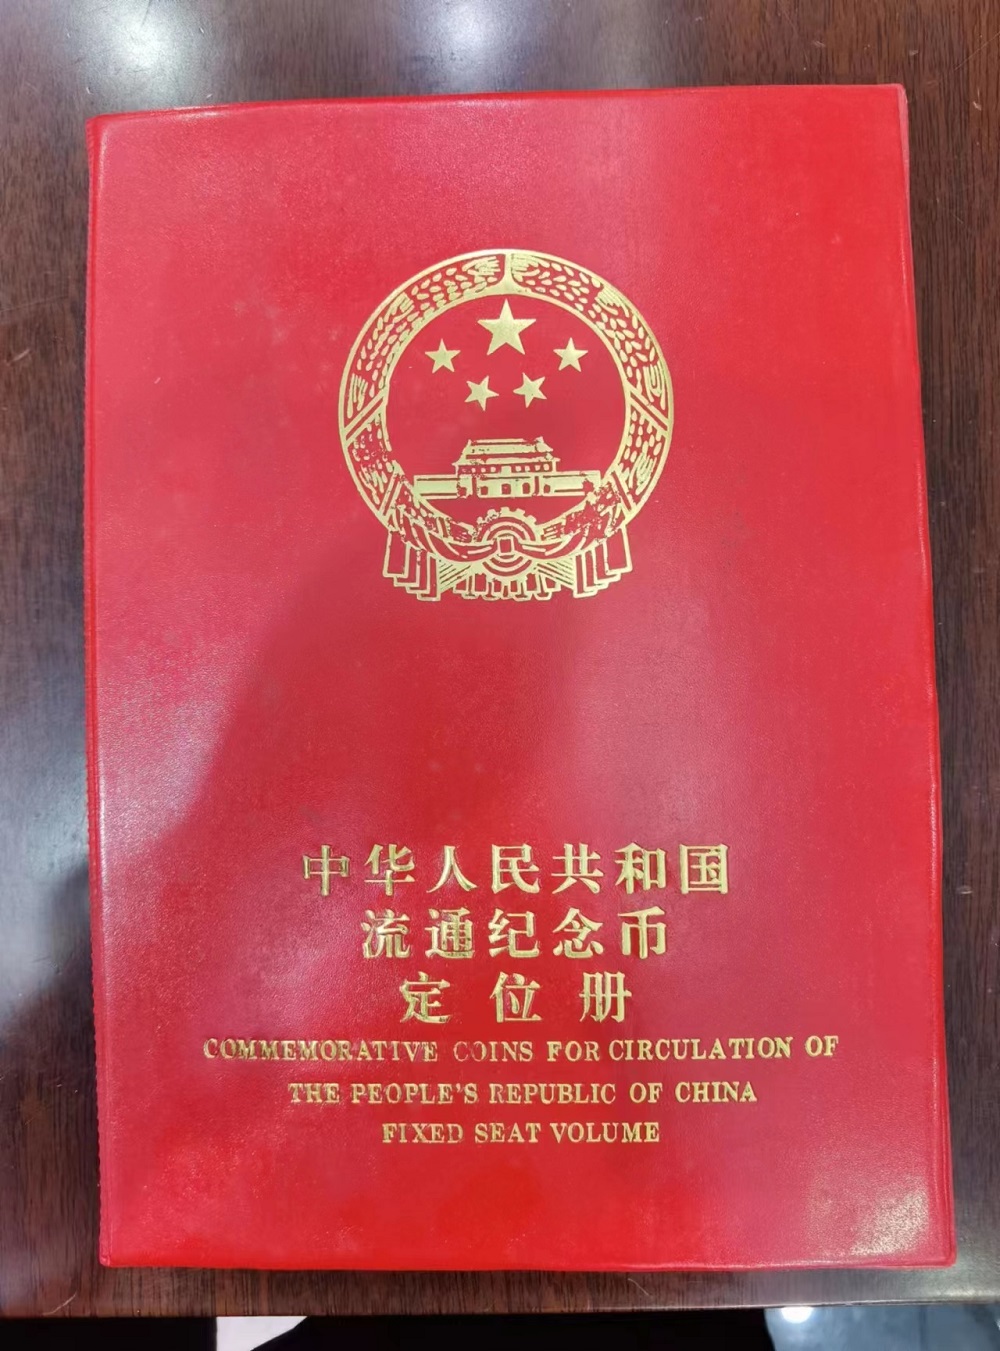 中华人民共和国
流通纪念币
定位册
COMMEMORATIVE COINS FOR CIRCULATION OF
THE PEOPLE'S REPUBLIC OF CHINA
FIXED SEAT VOLUME